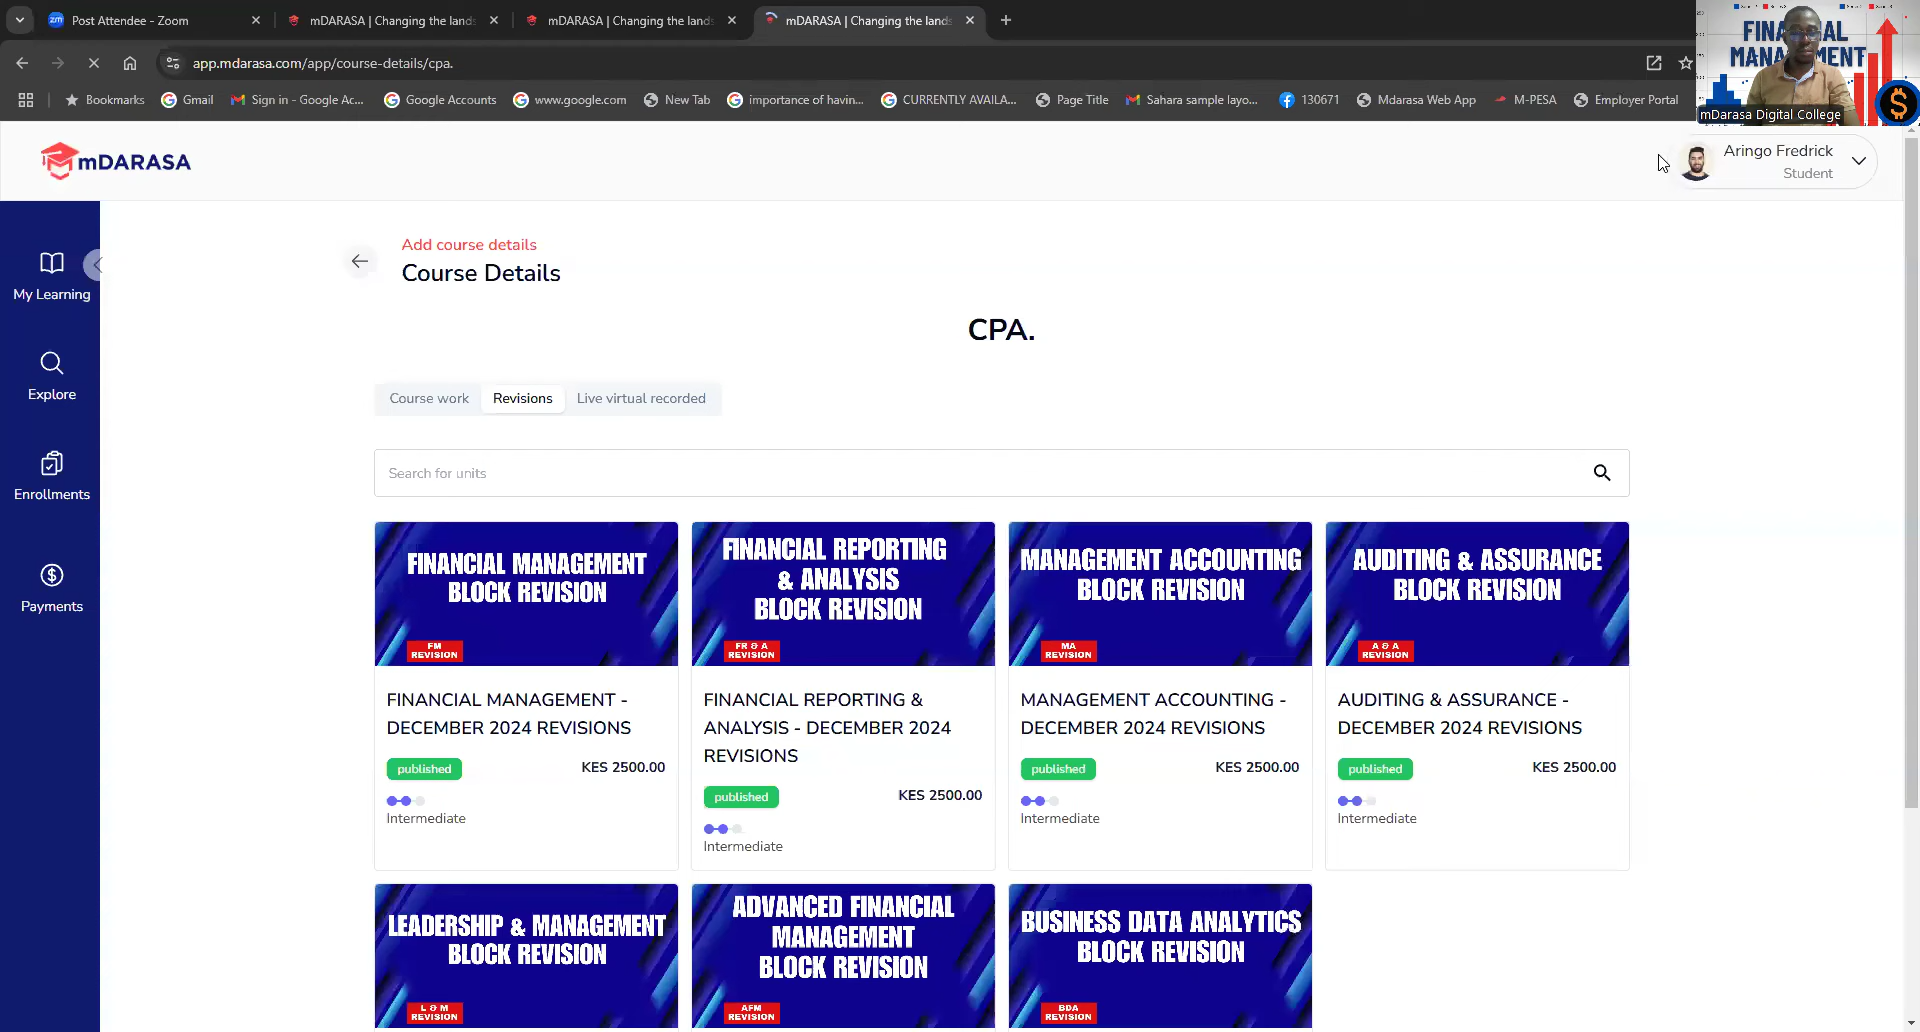 Post Attendee - Zoom
mDARASA | Changing the lands
mDARASA | Changing the lands
mDARASA | Changing the lands
app.mdarasa.com/app/course-details/cpa.
Bookmarks
Gmail
Sign in - Google Ac...
Google Accounts
www.google.com
New Tab
importance of havin...
CURRENTLY AVAILA...
Page Title
Sahara sample layo...
130671
Mdarasa Web App
M-PESA
Employer Portal
mDarasa Digital College
mDARASA
Aringo Fredrick
Student
My Learning
Explore
Enrollments
Payments
Add course details
Course Details
CPA.
Course work
Revisions
Live virtual recorded
Search for units
FINANCIAL MANAGEMENT
BLOCK REVISION
FM
REVISION
FINANCIAL MANAGEMENT -
DECEMBER 2024 REVISIONS
published
KES 2500.00
Intermediate
FINANCIAL REPORTING
& ANALYSIS
BLOCK REVISION
FR & A
REVISION
FINANCIAL REPORTING &
ANALYSIS - DECEMBER 2024
REVISIONS
published
KES 2500.00
Intermediate
MANAGEMENT ACCOUNTING
BLOCK REVISION
MA
REVISION
MANAGEMENT ACCOUNTING -
DECEMBER 2024 REVISIONS
published
KES 2500.00
Intermediate
AUDITING & ASSURANCE
BLOCK REVISION
A & A
REVISION
AUDITING & ASSURANCE -
DECEMBER 2024 REVISIONS
published
KES 2500.00
Intermediate
LEADERSHIP & MANAGEMENT
BLOCK REVISION
L & M
REVISION
ADVANCED FINANCIAL
MANAGEMENT
BLOCK REVISION
AFM
REVISION
BUSINESS DATA ANALYTICS
BLOCK REVISION
BDA
REVISION